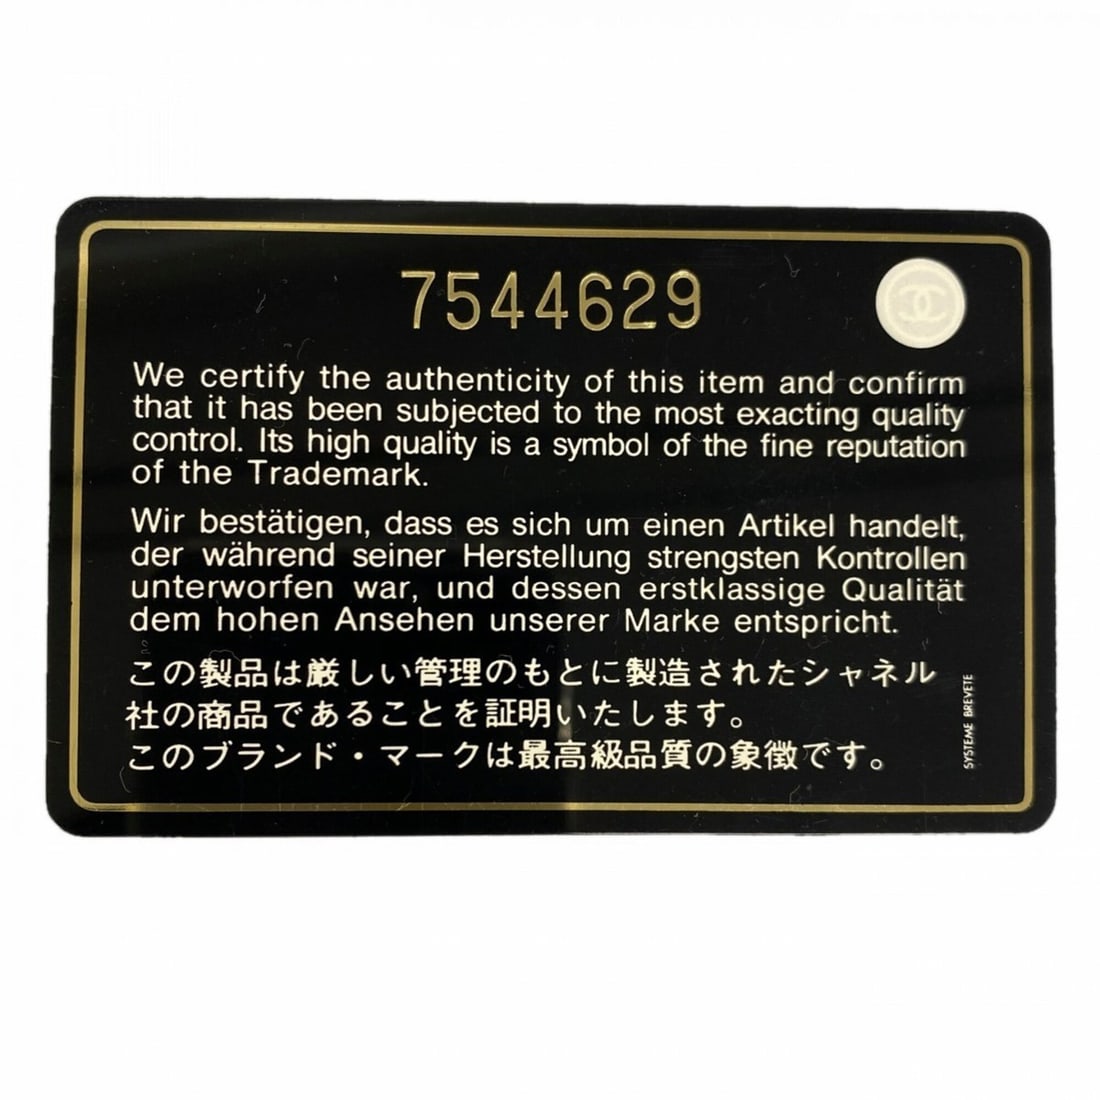 7544629
We certify the authenticity of this item and confirm
that it has been subjected to the most exacting quality
control. Its high quality is a symbol of the fine reputation
of the Trademark.
Wir bestätigen, dass es sich um einen Artikel handelt,
der während seiner Herstellung strengsten Kontrollen
unterworfen war, und dessen erstklassige Qualität
dem hohen Ansehen unserer Marke entspricht.
この製品は厳しい管理のもとに製造されたシャネル
社の商品であることを証明いたします。
このブランド・マークは最高級品質の象徴です。
SYSTEME BREVETE